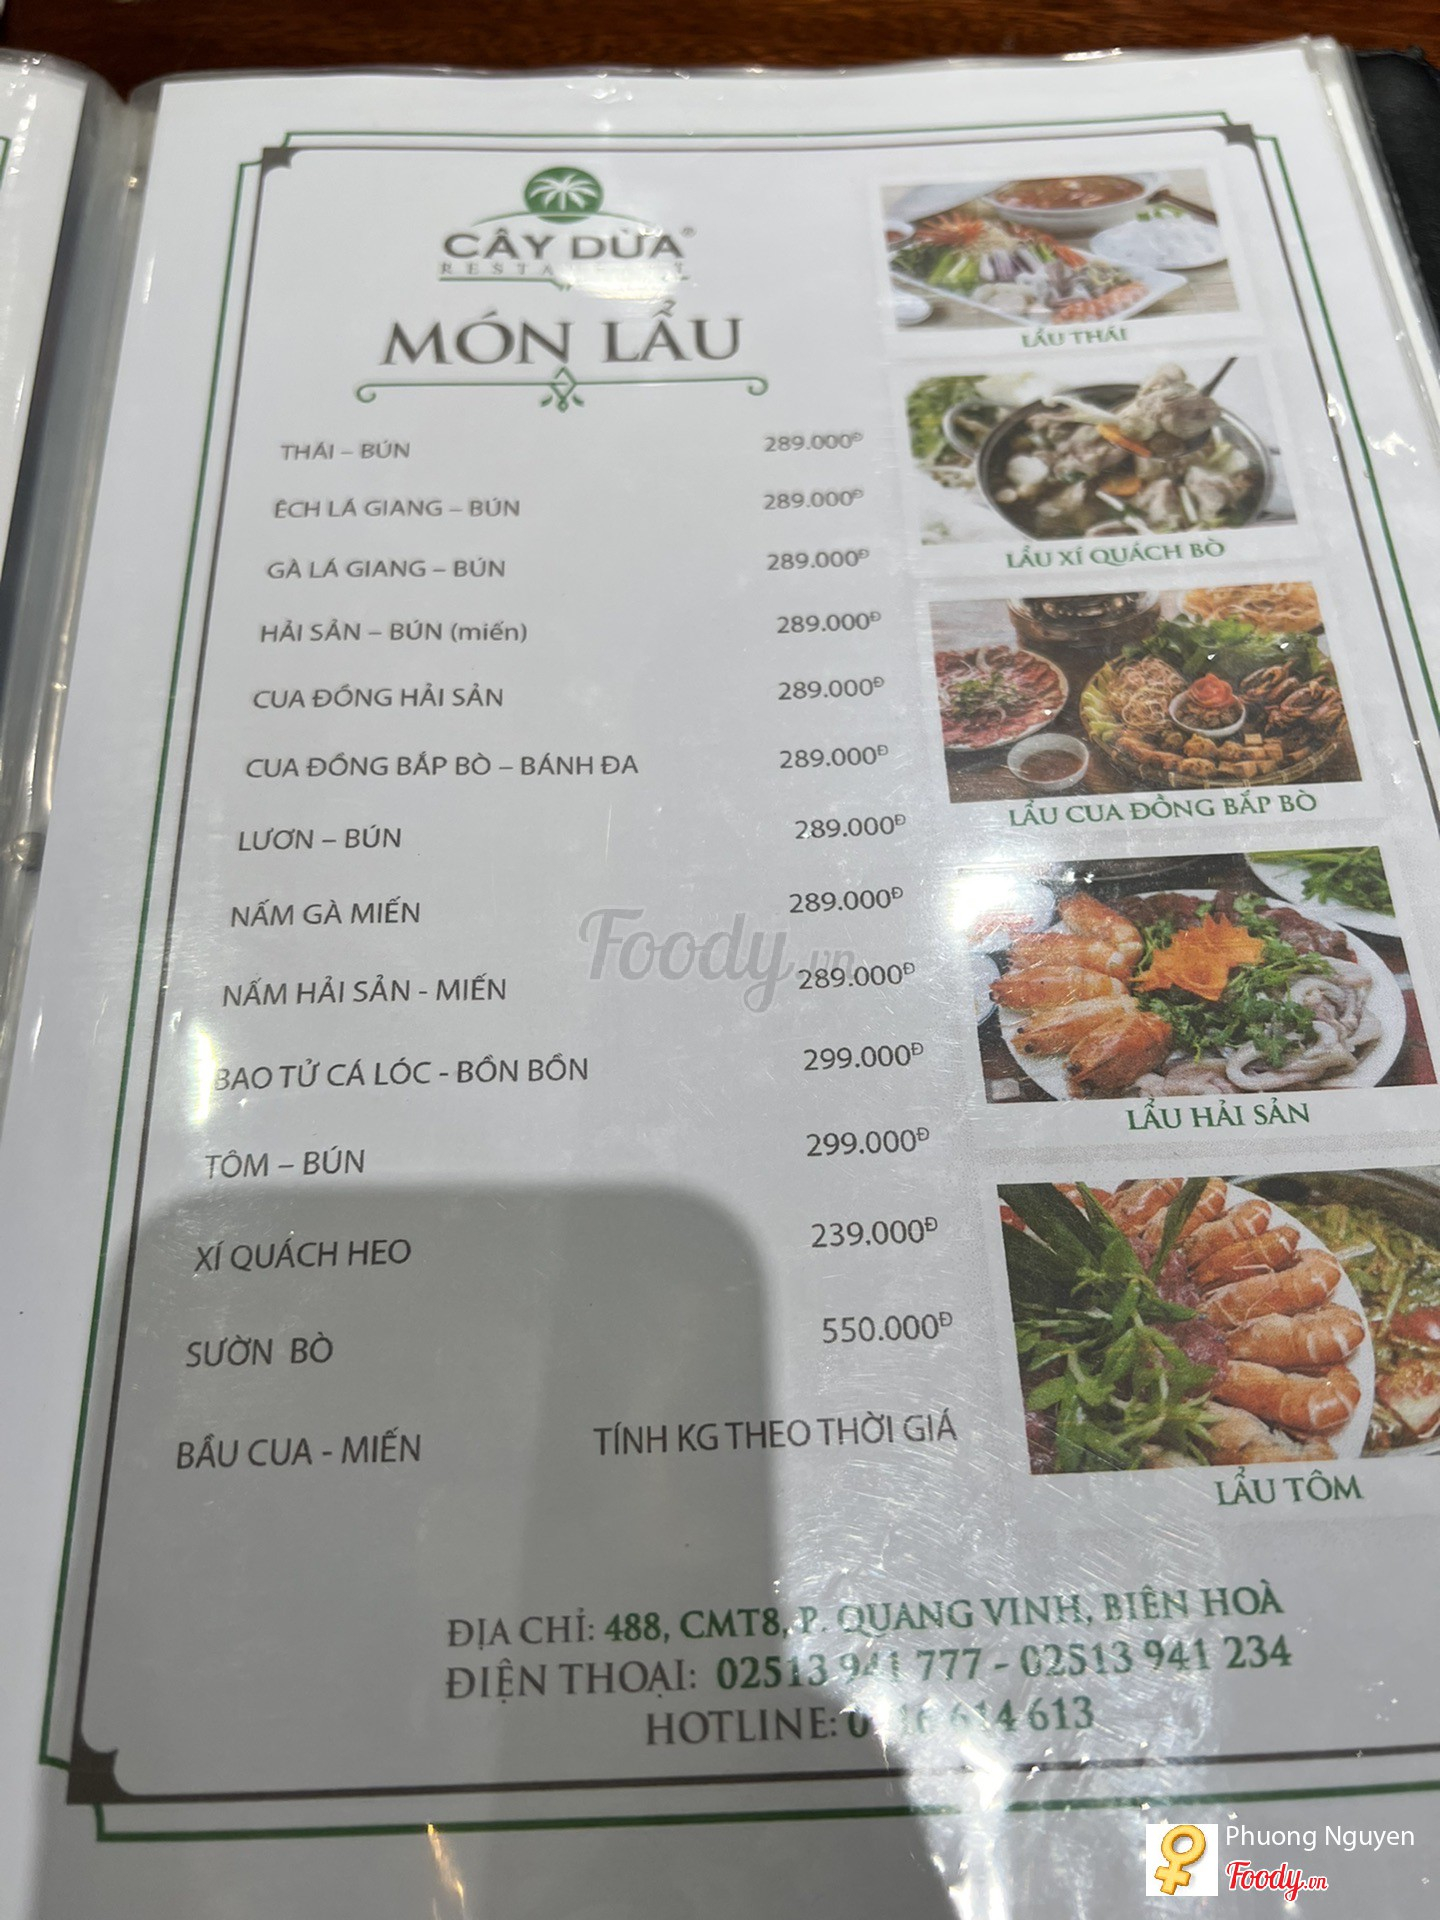 CÂY DỪA®
RESTAURANT
MÓN LẨU
THÁI – BÚN 289.000Đ
ẾCH LÁ GIANG – BÚN 289.000Đ
GÀ LÁ GIANG – BÚN 289.000Đ
HẢI SẢN – BÚN (miến) 289.000Đ
CUA ĐỒNG HẢI SẢN 289.000Đ
CUA ĐỒNG BẮP BÒ – BÁNH ĐA 289.000Đ
LƯƠN – BÚN 289.000Đ
NẤM GÀ MIẾN 289.000Đ
NẤM HẢI SẢN - MIẾN 289.000Đ
BAO TỬ CÁ LÓC - BỒN BỒN 299.000Đ
TÔM – BÚN 299.000Đ
XÍ QUÁCH HEO 239.000Đ
SƯỜN BÒ 550.000Đ
BẦU CUA - MIẾN TÍNH KG THEO THỜI GIÁ
LẨU THÁI
LẨU XÍ QUÁCH BÒ
LẨU CUA ĐỒNG BẮP BÒ
LẨU HẢI SẢN
LẨU TÔM
Foody.vn
ĐỊA CHỈ: 488, CMT8, P. QUANG VINH, BIÊN HOÀ
ĐIỆN THOẠI: 02513 941 777 - 02513 941 234
HOTLINE: 614 613
Phuong Nguyen
Foody.vn